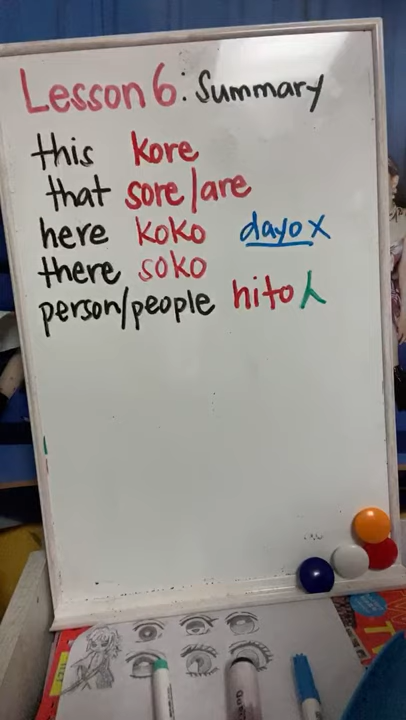 Lesson 6: Summary
this kore
that sore/are
here koko dayo x
there soko
person/people hito 人